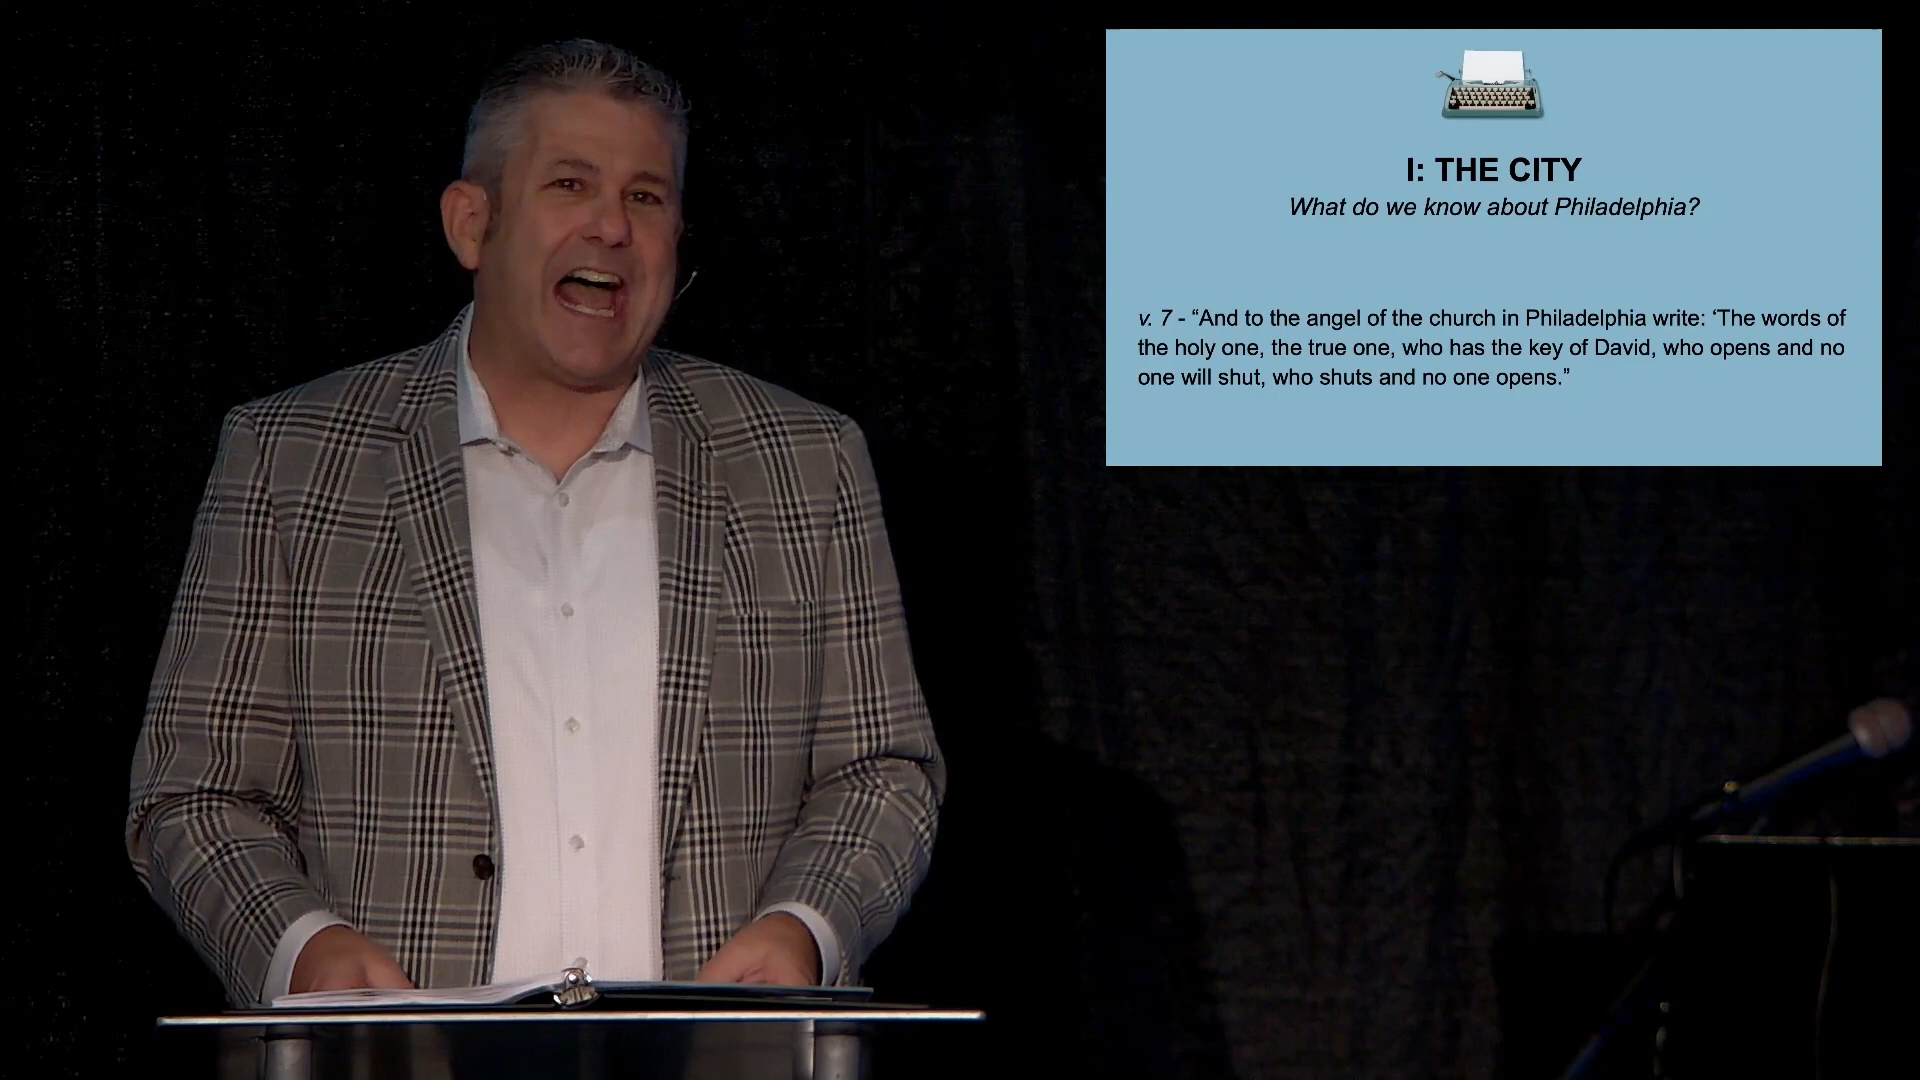 I: THE CITY
What do we know about Philadelphia?
v. 7 - “And to the angel of the church in Philadelphia write: ‘The words of
the holy one, the true one, who has the key of David, who opens and no
one will shut, who shuts and no one opens.”